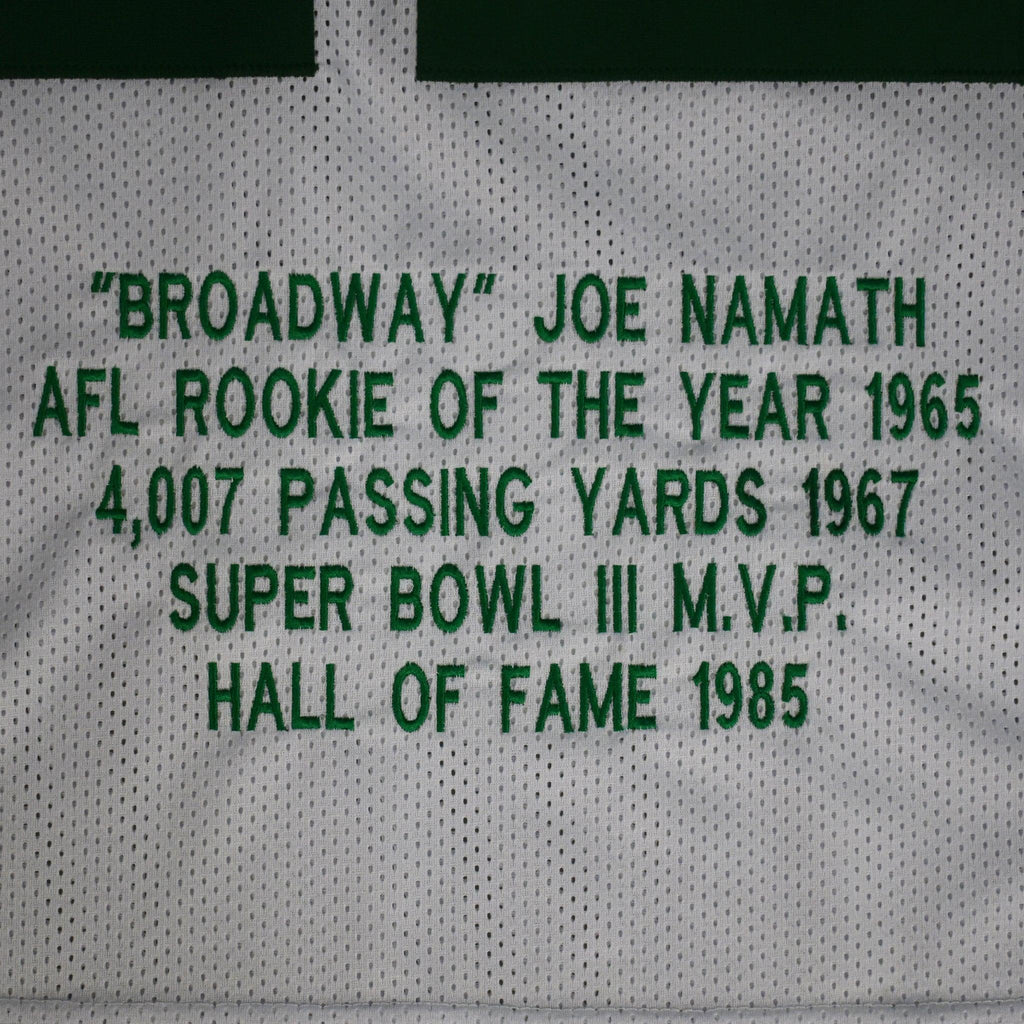 "BROADWAY" JOE NAMATH
AFL ROOKIE OF THE YEAR 1965
4,007 PASSING YARDS 1967
SUPER BOWL III M.V.P.
HALL OF FAME 1985